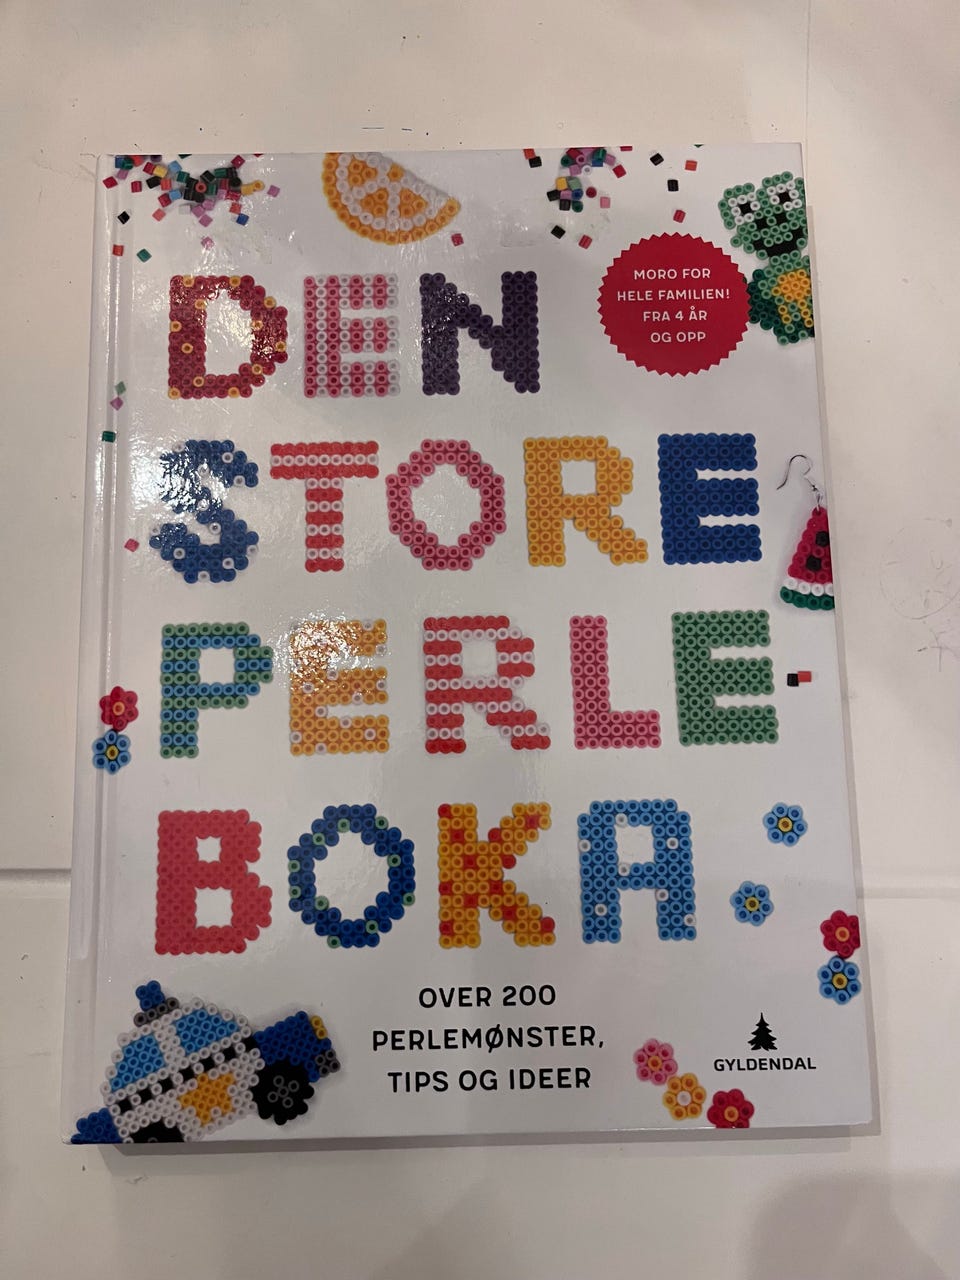 DEN
STORE
PERLE
BOKA
MORO FOR
HELE FAMILIEN!
FRA 4 ÅR
OG OPP
OVER 200
PERLEMØNSTER,
TIPS OG IDEER
GYLDENDAL